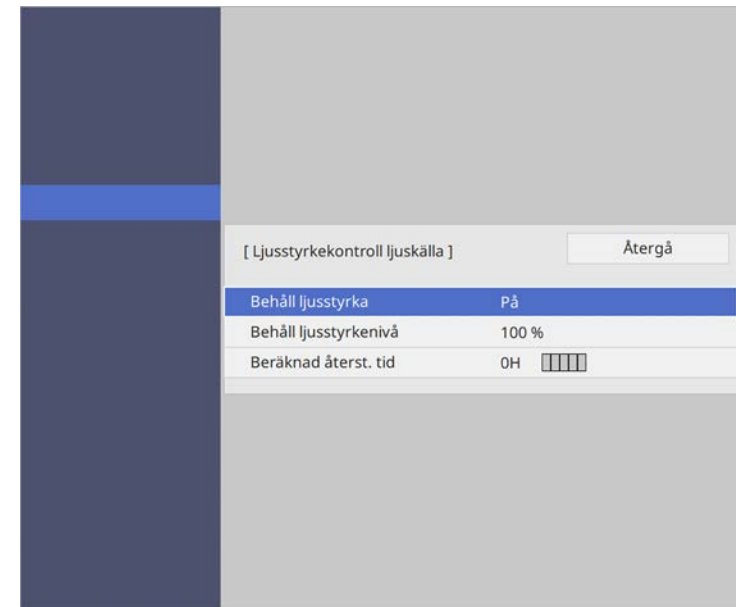 [ Ljusstyrkekontroll ljuskälla ] Återgå
Behåll ljusstyrka På
Behåll ljusstyrkenivå 100 %
Beräknad återst. tid 0H